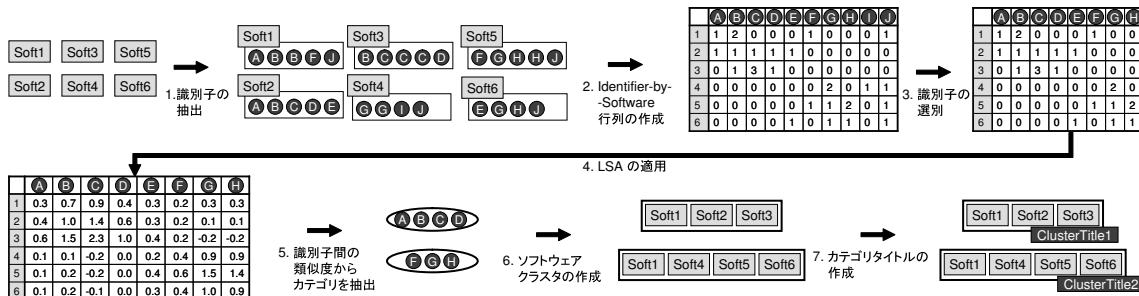 Soft1 Soft3 Soft5
Soft2 Soft4 Soft6
1.識別子の
抽出
Soft1
A B B F J
Soft3
B C C C D
Soft5
F G H H J
Soft2
A B C D E
Soft4
G G I J
Soft6
E G H J
2. Identifier-by-
-Software
行列の作成
A B C D E F G H I J
1 1 2 0 0 0 1 0 0 0 1
2 1 1 1 1 1 0 0 0 0 0
3 0 1 3 1 0 0 0 0 0 0
4 0 0 0 0 0 0 2 0 1 1
5 0 0 0 0 0 1 1 2 0 1
6 0 0 0 0 1 0 1 1 0 1
3. 識別子の
選別
A B C D E F G H
1 1 2 0 0 0 1 0 0
2 1 1 1 1 1 0 0 0
3 0 1 3 1 0 0 0 0
4 0 0 0 0 0 0 2 0
5 0 0 0 0 0 1 1 2
6 0 0 0 0 1 0 1 1
4. LSA の適用
A B C D E F G H
1 0.3 0.7 0.9 0.4 0.3 0.2 0.3 0.3
2 0.4 1.0 1.4 0.6 0.3 0.2 0.1 0.1
3 0.6 1.5 2.3 1.0 0.4 0.2 -0.2 -0.2
4 0.1 0.1 -0.2 0.0 0.2 0.4 0.9 0.9
5 0.1 0.2 -0.2 0.0 0.4 0.6 1.5 1.4
6 0.1 0.2 -0.1 0.0 0.3 0.4 1.0 0.9
5. 識別子間の
類似度から
カテゴリを抽出
A B C D
F G H
6. ソフトウェア
クラスタの作成
Soft1 Soft2 Soft3
Soft1 Soft4 Soft5 Soft6
7. カテゴリタイトルの
作成
Soft1 Soft2 Soft3
ClusterTitle1
Soft1 Soft4 Soft5 Soft6
ClusterTitle2